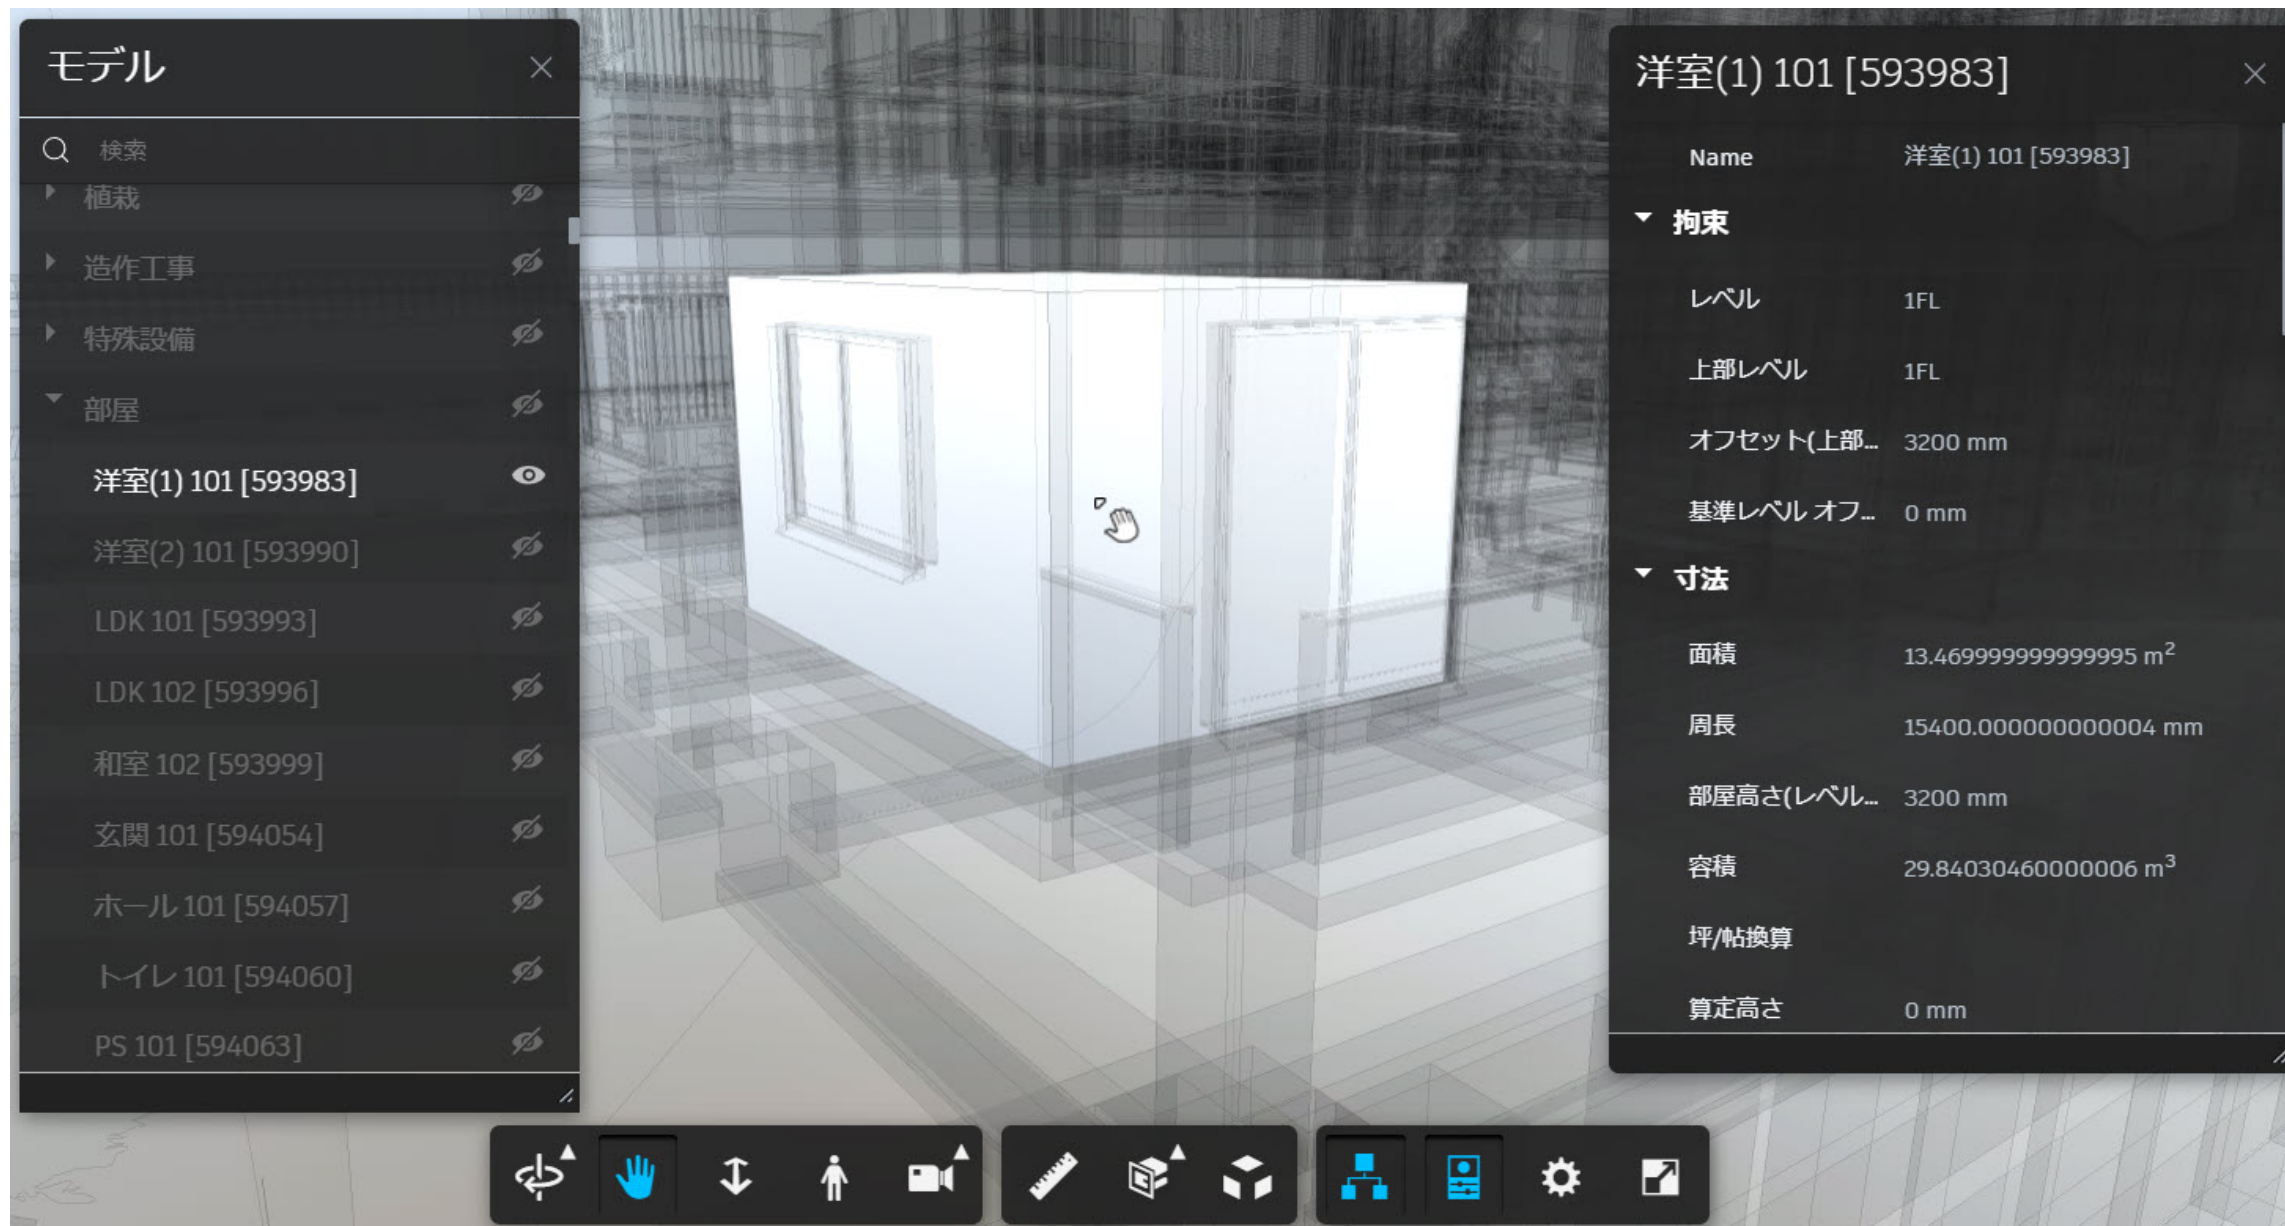 モデル
検索
植栽
造作工事
特殊設備
部屋
洋室(1) 101 [593983]
洋室(2) 101 [593990]
LDK 101 [593993]
LDK 102 [593996]
和室 102 [593999]
玄関 101 [594054]
ホール 101 [594057]
トイレ 101 [594060]
PS 101 [594063]
洋室(1) 101 [593983]
Name 洋室(1) 101 [593983]
拘束
レベル 1FL
上部レベル 1FL
オフセット(上部... 3200 mm
基準レベル オフ... 0 mm
寸法
面積 13.469999999999995 m²
周長 15400.000000000004 mm
部屋高さ(レベル... 3200 mm
容積 29.84030460000006 m³
坪/帖換算
算定高さ 0 mm